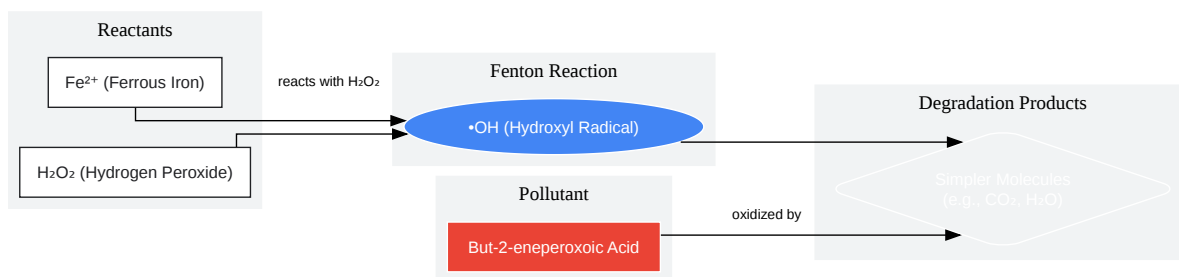 Reactants
Fe²⁺ (Ferrous Iron)
H₂O₂ (Hydrogen Peroxide)
reacts with H₂O₂
Fenton Reaction
•OH (Hydroxyl Radical)
Pollutant
But-2-eneperoxoic Acid
oxidized by
Degradation Products
Simpler Molecules
(e.g., CO₂, H₂O)